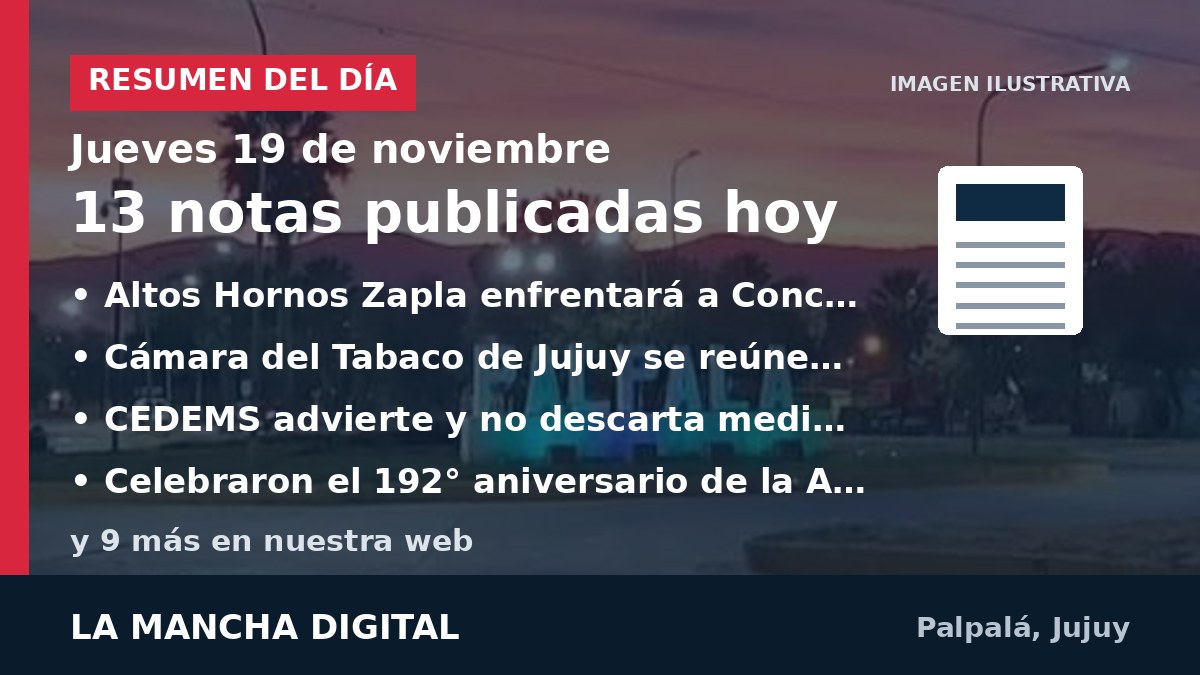 RESUMEN DEL DÍA
IMAGEN ILUSTRATIVA
Jueves 19 de noviembre
13 notas publicadas hoy
• Altos Hornos Zapla enfrentará a Conc...
• Cámara del Tabaco de Jujuy se reúne...
• CEDEMS advierte y no descarta medi...
• Celebraron el 192° aniversario de la A...
PALPALA
y 9 más en nuestra web
LA MANCHA DIGITAL
Palpalá, Jujuy